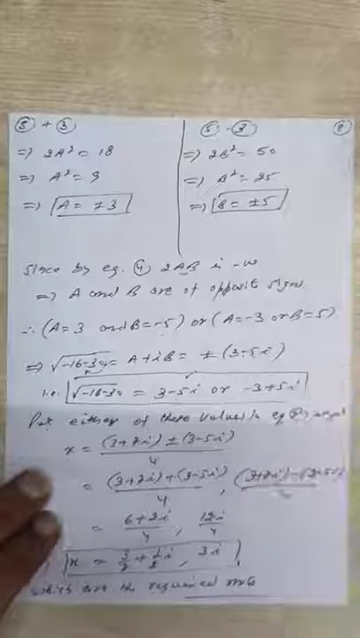 ⑤ + ③ ⑤ - ③
=> 2A² = 18 => 2B² = 50
=> A² = 9 => B² = 25
=> A = ±3 => B = ±5
Since by eq. ④ 2AB is -ve
=> A and B are of opposit signs
∴ (A=3 and B=-5) or (A=-3 or B=5)
=> √-16-30i = A+iB = ±(3-5i)
i.e. √-16-30i = 3-5i or -3+5i
Put either of these values in eq
x = (3+7i) ± (3-5i) / 4
= (3+7i)+(3-5i) / 4 , (3+7i)-(3-5i) / 4
= 6+2i / 4 , 12i / 4
x = 3/2 + 1/2 i , 3i
which are the required roots